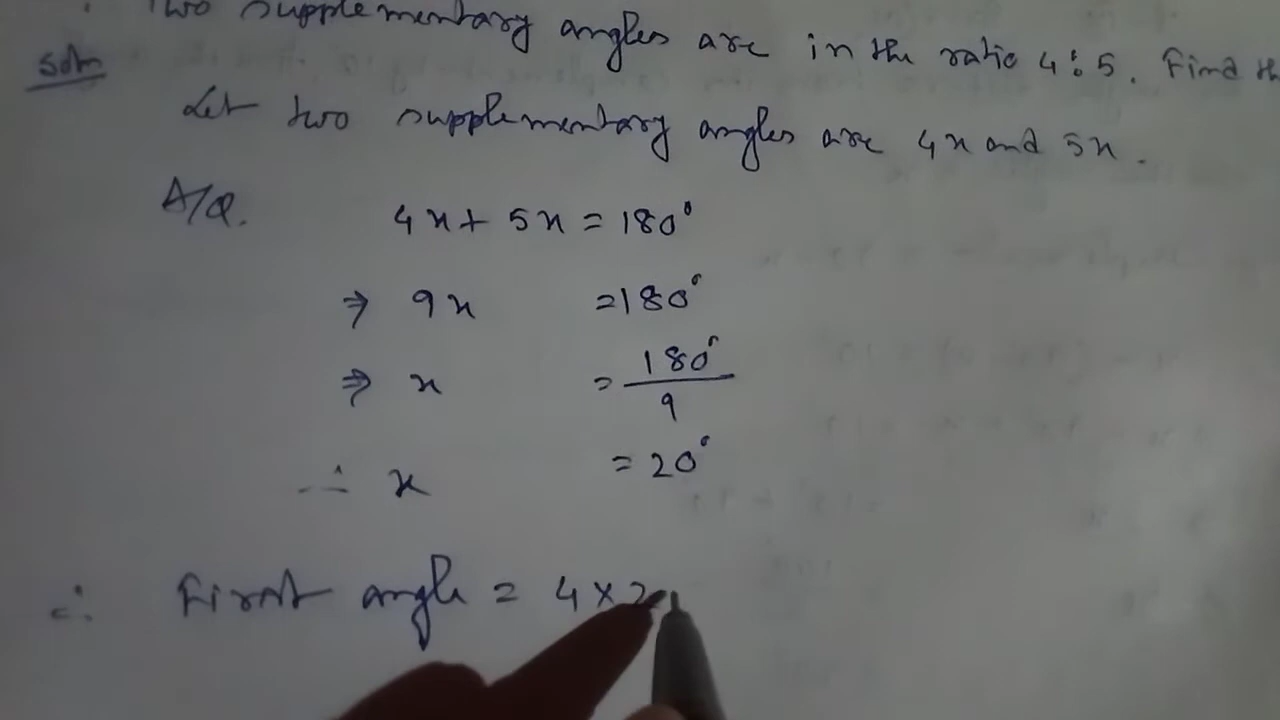 Two supplementary angles are in the ratio 4:5. Find th
Soln
Let two supplementary angles are 4x and 5x.
A/Q. 4x + 5x = 180°
⇒ 9x = 180°
⇒ x = 180°/9
∴ x = 20°
∴ First angle = 4 × 2